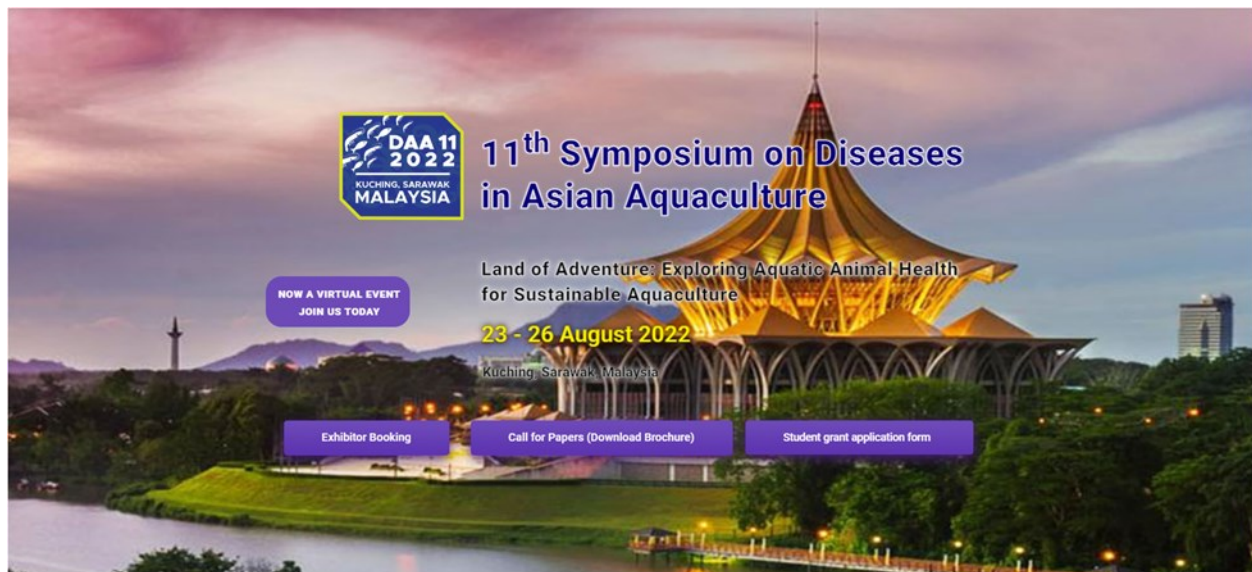 DAA 11
2022
KUCHING, SARAWAK
MALAYSIA
11th Symposium on Diseases
in Asian Aquaculture
Land of Adventure: Exploring Aquatic Animal Health
for Sustainable Aquaculture
NOW A VIRTUAL EVENT
JOIN US TODAY
23 - 26 August 2022
Kuching, Sarawak, Malaysia
Exhibitor Booking
Call for Papers (Download Brochure)
Student grant application form